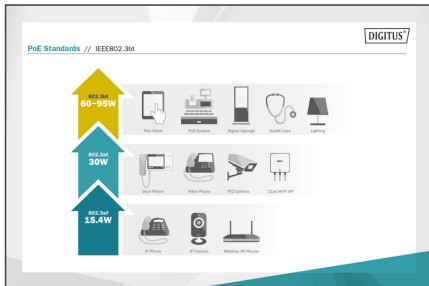 DIGITUS®
PoE Standards // IEEE802.3bt
802.3bt
60–95W
Thin Client
POS System
Digital Signage
Health Care
Lighting
802.3at
30W
Door Phone
Video Phone
PTZ Camera
11ac Wi-Fi AP
802.3af
15.4W
IP Phone
IP Camera
Wireless AP/Router